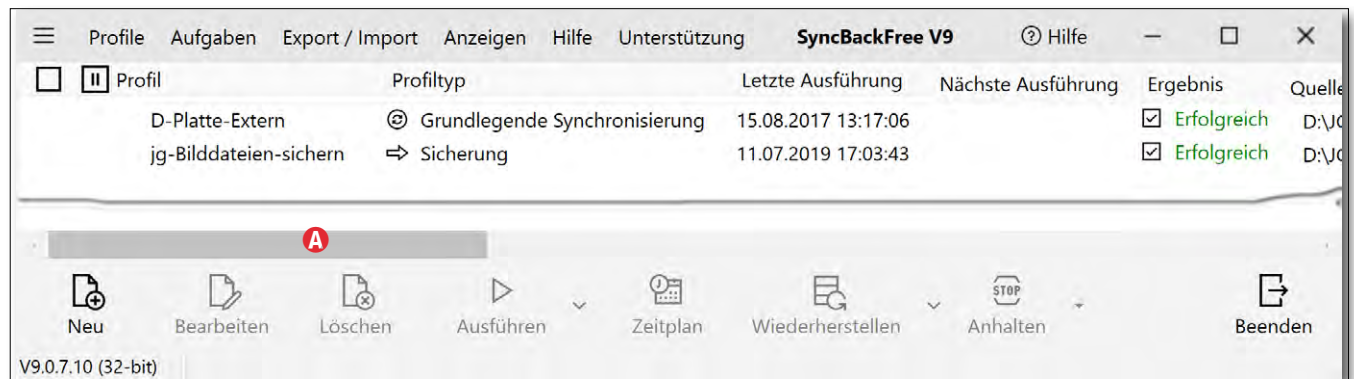 Profile Aufgaben Export / Import Anzeigen Hilfe Unterstützung SyncBackFree V9 Hilfe
Profil Profiltyp Letzte Ausführung Nächste Ausführung Ergebnis Quelle
D-Platte-Extern Grundlegende Synchronisierung 15.08.2017 13:17:06 Erfolgreich
jg-Bilddateien-sichern Sicherung 11.07.2019 17:03:43 Erfolgreich
A
STOP
Neu Bearbeiten Löschen Ausführen Zeitplan Wiederherstellen Anhalten Beenden
V9.0.7.10 (32-bit)